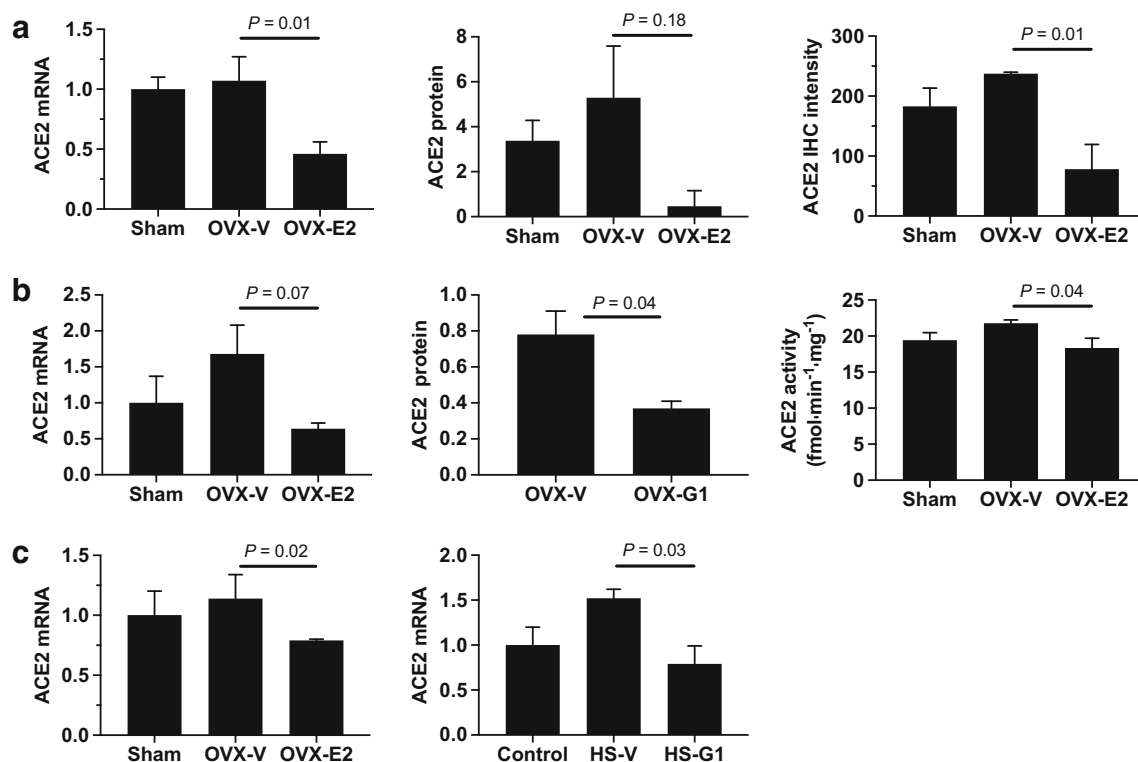 a
P = 0.01
ACE2 mRNA
1.5
1.0
0.5
0.0
Sham OVX-V OVX-E2
P = 0.18
ACE2 protein
8
6
4
2
0
Sham OVX-V OVX-E2
P = 0.01
ACE2 IHC intensity
300
200
100
0
Sham OVX-V OVX-E2
b
P = 0.07
ACE2 mRNA
2.5
2.0
1.5
1.0
0.5
0.0
Sham OVX-V OVX-E2
P = 0.04
ACE2 protein
1.0
0.8
0.6
0.4
0.2
0.0
OVX-V OVX-G1
P = 0.04
ACE2 activity
(fmol·min⁻¹·mg⁻¹)
25
20
15
10
5
0
Sham OVX-V OVX-E2
c
P = 0.02
ACE2 mRNA
1.5
1.0
0.5
0.0
Sham OVX-V OVX-E2
P = 0.03
ACE2 mRNA
2.0
1.5
1.0
0.5
0.0
Control HS-V HS-G1